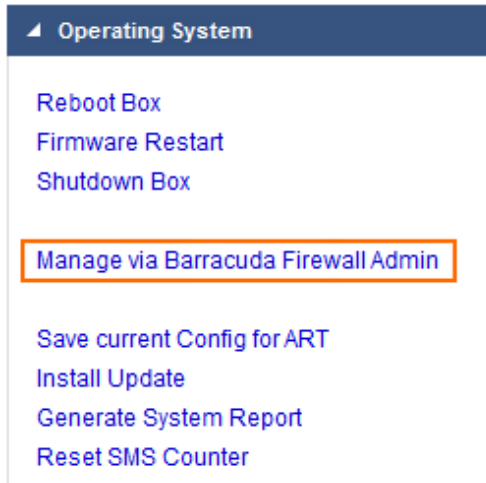 Operating System
Reboot Box
Firmware Restart
Shutdown Box
Manage via Barracuda Firewall Admin
Save current Config for ART
Install Update
Generate System Report
Reset SMS Counter